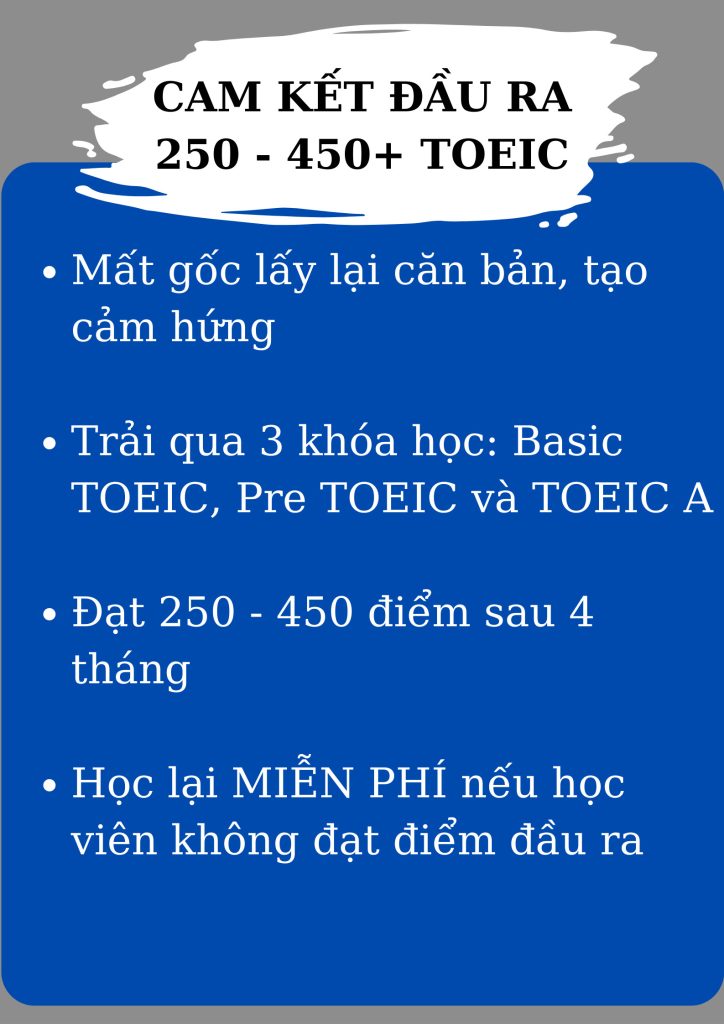 CAM KẾT ĐẦU RA
250 - 450+ TOEIC
• Mất gốc lấy lại căn bản, tạo
cảm hứng
• Trải qua 3 khóa học: Basic
TOEIC, Pre TOEIC và TOEIC A
• Đạt 250 - 450 điểm sau 4
tháng
• Học lại MIỄN PHÍ nếu học
viên không đạt điểm đầu ra